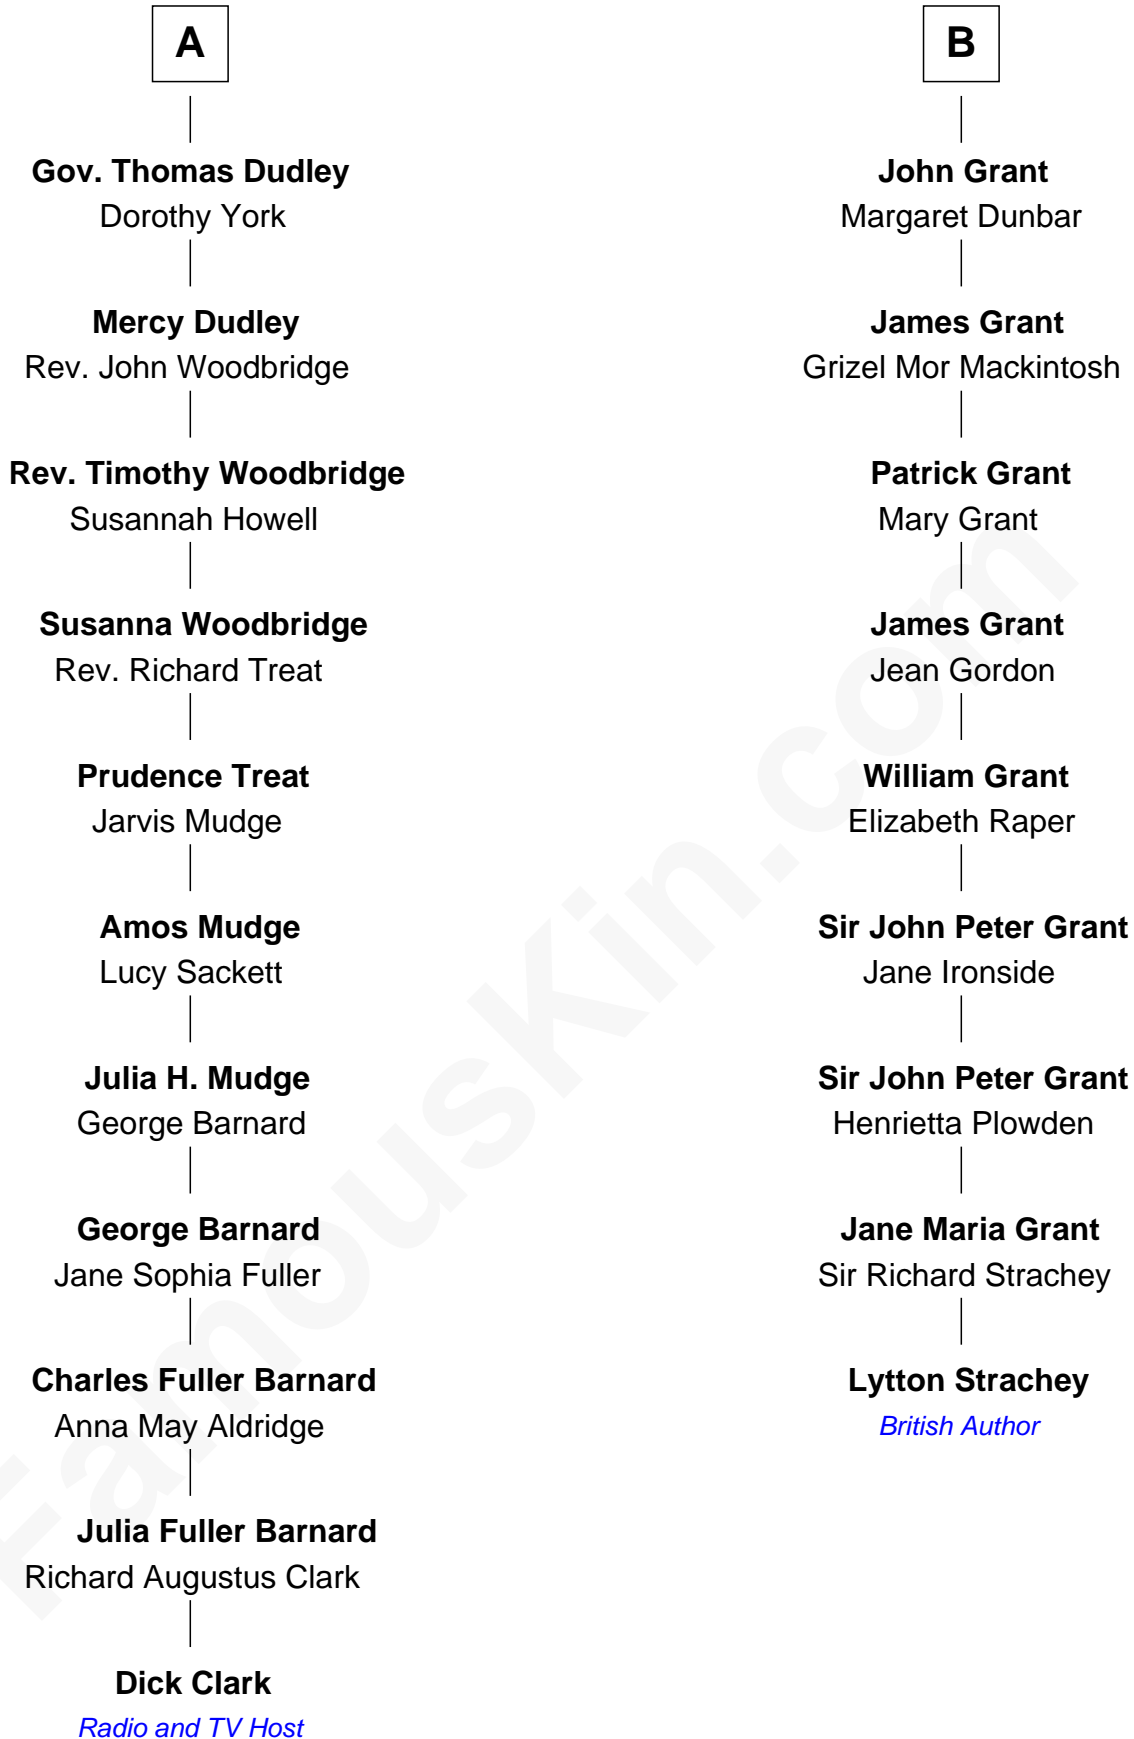 A
Gov. Thomas Dudley
Dorothy York
Mercy Dudley
Rev. John Woodbridge
Rev. Timothy Woodbridge
Susannah Howell
Susanna Woodbridge
Rev. Richard Treat
Prudence Treat
Jarvis Mudge
Amos Mudge
Lucy Sackett
Julia H. Mudge
George Barnard
George Barnard
Jane Sophia Fuller
Charles Fuller Barnard
Anna May Aldridge
Julia Fuller Barnard
Richard Augustus Clark
Dick Clark
Radio and TV Host
B
John Grant
Margaret Dunbar
James Grant
Grizel Mor Mackintosh
Patrick Grant
Mary Grant
James Grant
Jean Gordon
William Grant
Elizabeth Raper
Sir John Peter Grant
Jane Ironside
Sir John Peter Grant
Henrietta Plowden
Jane Maria Grant
Sir Richard Strachey
Lytton Strachey
British Author
FamousKin.com